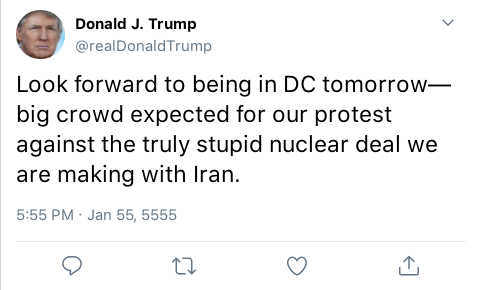 Donald J. Trump
@realDonaldTrump
Look forward to being in DC tomorrow—
big crowd expected for our protest
against the truly stupid nuclear deal we
are making with Iran.
5:55 PM · Jan 55, 5555